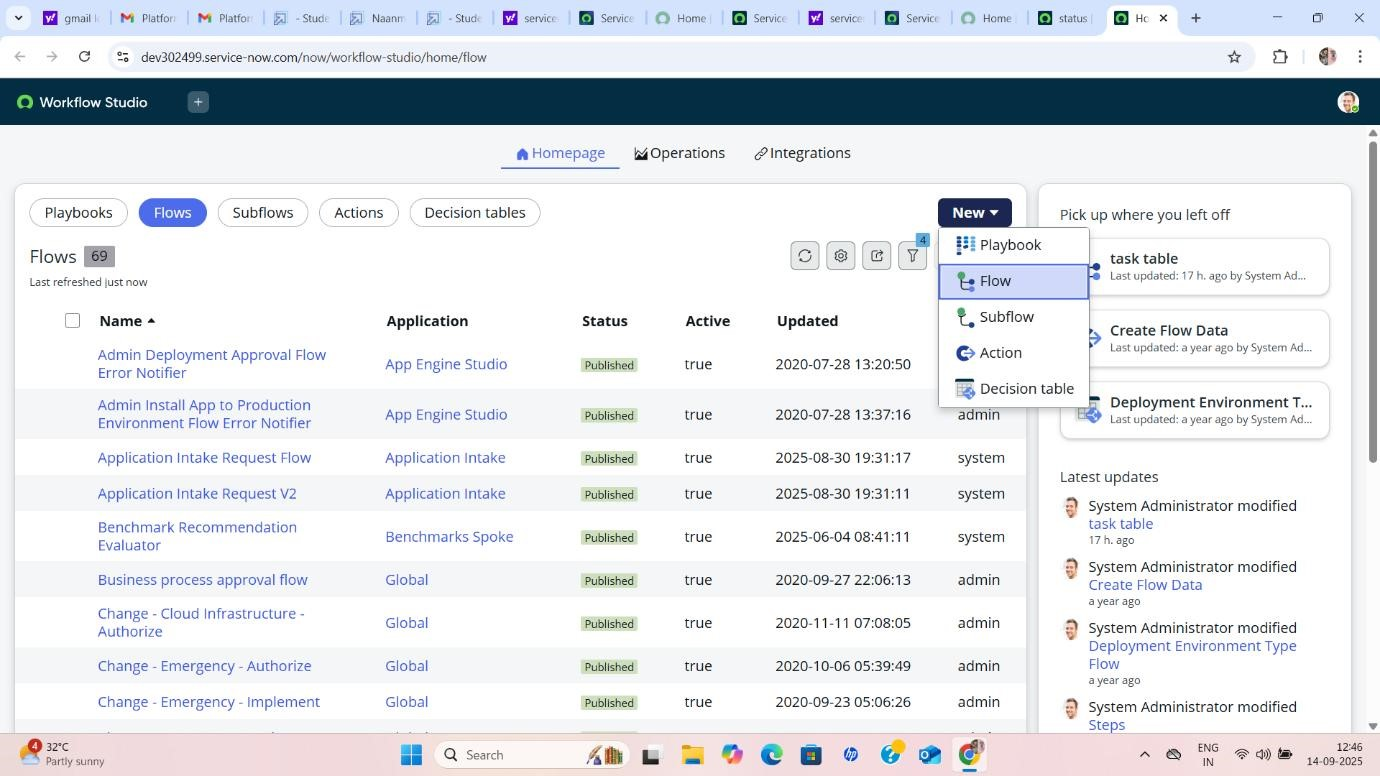 gmail l
Platforr
Platfor
- Stude
Naanm
- Stude
service
Service
Home |
Service
service
Service
Home |
status |
Ho
dev302499.service-now.com/now/workflow-studio/home/flow
Workflow Studio
Homepage
Operations
Integrations
Playbooks
Flows
Subflows
Actions
Decision tables
New
Pick up where you left off
Flows 69
Last refreshed just now
4
Playbook
Flow
Subflow
Action
Decision table
task table
Last updated: 17 h. ago by System Ad...
Create Flow Data
Last updated: a year ago by System Ad...
Deployment Environment T...
Last updated: a year ago by System Ad...
Name
Application
Status
Active
Updated
Admin Deployment Approval Flow
Error Notifier
App Engine Studio
Published
true
2020-07-28 13:20:50
Admin Install App to Production
Environment Flow Error Notifier
App Engine Studio
Published
true
2020-07-28 13:37:16
admin
Application Intake Request Flow
Application Intake
Published
true
2025-08-30 19:31:17
system
Application Intake Request V2
Application Intake
Published
true
2025-08-30 19:31:11
system
Benchmark Recommendation
Evaluator
Benchmarks Spoke
Published
true
2025-06-04 08:41:11
system
Business process approval flow
Global
Published
true
2020-09-27 22:06:13
admin
Change - Cloud Infrastructure -
Authorize
Global
Published
true
2020-11-11 07:08:05
admin
Change - Emergency - Authorize
Global
Published
true
2020-10-06 05:39:49
admin
Change - Emergency - Implement
Global
Published
true
2020-09-23 05:06:26
admin
Latest updates
System Administrator modified
task table
17 h. ago
System Administrator modified
Create Flow Data
a year ago
System Administrator modified
Deployment Environment Type
Flow
a year ago
System Administrator modified
Steps
4
32°C
Partly sunny
Search
ENG
IN
12:46
14-09-2025